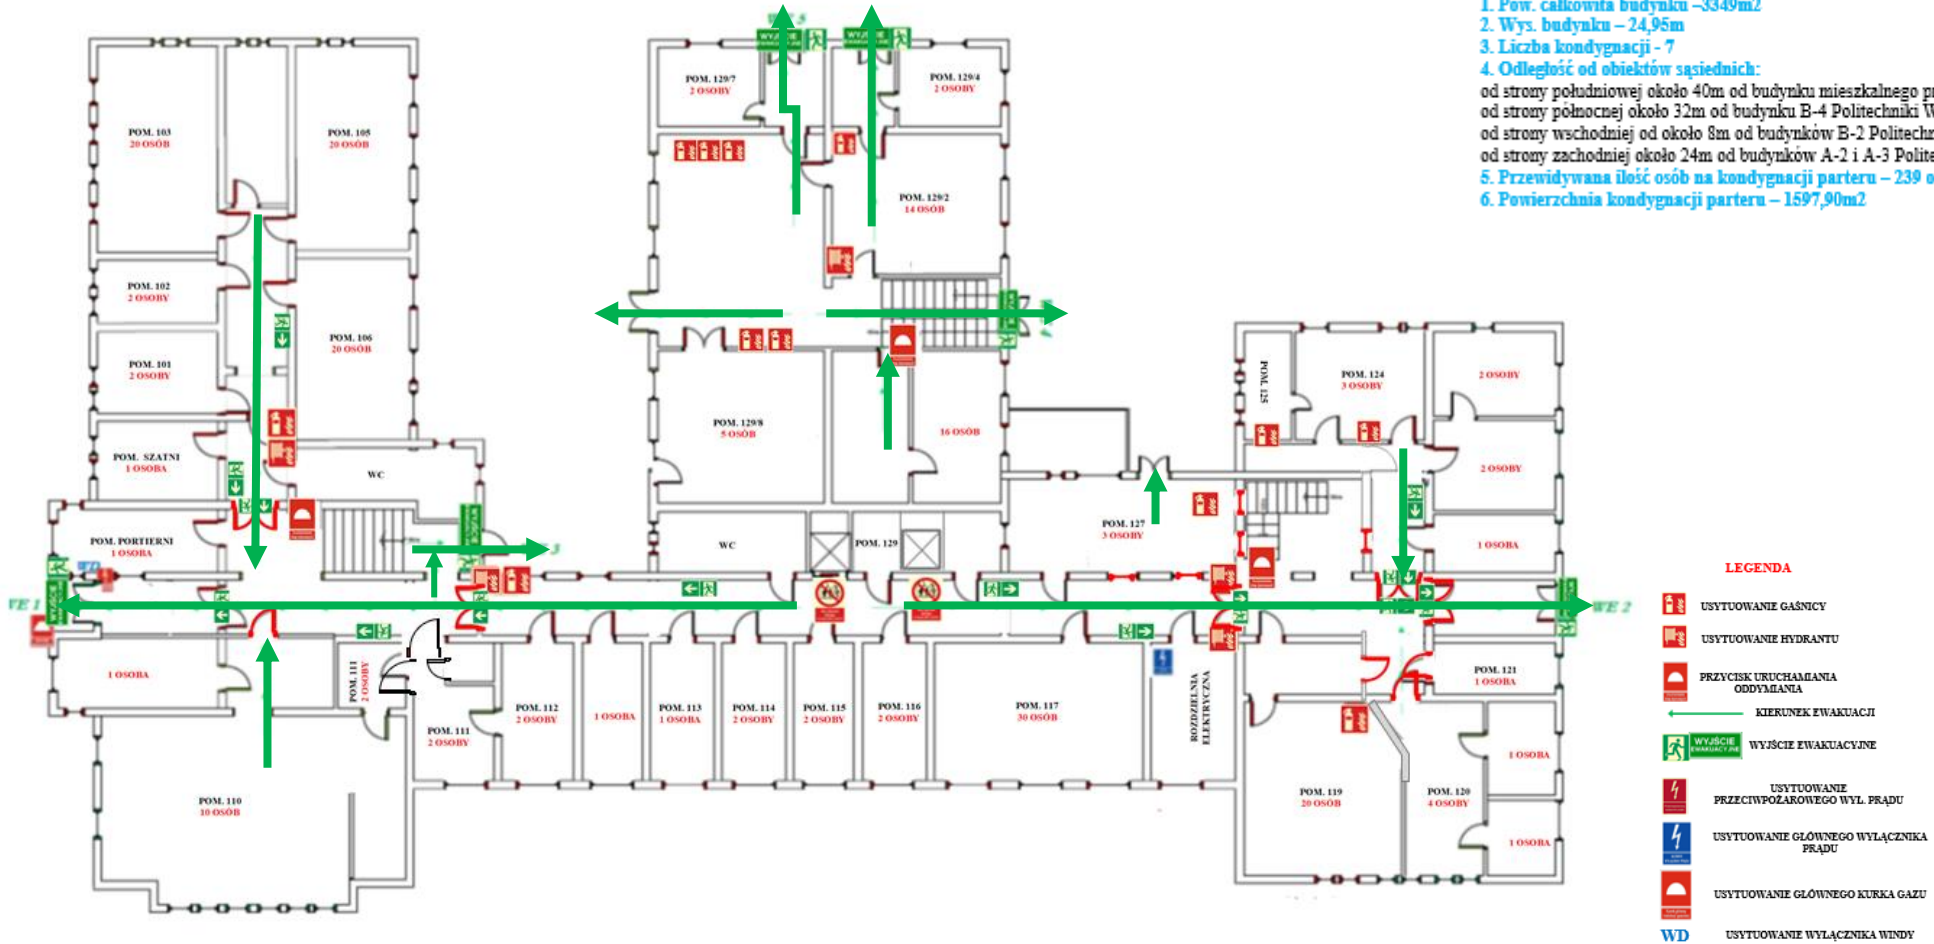 1. Pow. całkowita budynku –3349m2
2. Wys. budynku – 24,95m
3. Liczba kondygnacji - 7
4. Odległość od obiektów sąsiednich:
od strony południowej około 40m od budynku mieszkalnego pr
od strony północnej około 32m od budynku B-4 Politechniki W
od strony wschodniej od około 8m od budynków B-2 Politechn
od strony zachodniej około 24m od budynków A-2 i A-3 Polite
5. Przewidywana ilość osób na kondygnacji parteru – 239 o
6. Powierzchnia kondygnacji parteru – 1597,90m2
WYJŚCIE EWAKUACYJNE
WYJŚCIE EWAKUACYJNE
POM. 103
20 OSÓB
POM. 105
20 OSÓB
POM. 129/7
2 OSOBY
POM. 129/4
2 OSOBY
POM. 129/2
14 OSÓB
POM. 102
2 OSOBY
POM. 106
20 OSÓB
POM. 101
2 OSOBY
POM. SZATNI
1 OSOBA
WC
POM. PORTIERNI
1 OSOBA
WD
VE 1
3
POM. 129/8
5 OSÓB
16 OSÓB
WC
POM. 129
POM. 127
3 OSOBY
POM. 125
POM. 124
3 OSOBY
2 OSOBY
2 OSOBY
1 OSOBA
WE 2
1 OSOBA
POM. 111
2 OSOBY
POM. 111
2 OSOBY
POM. 112
2 OSOBY
1 OSOBA
POM. 113
1 OSOBA
POM. 114
2 OSOBY
POM. 115
2 OSOBY
POM. 116
2 OSOBY
POM. 117
30 OSÓB
ROZDZIELNIA
ELEKTRYCZNA
POM. 121
1 OSOBA
POM. 110
10 OSÓB
POM. 119
20 OSÓB
POM. 120
4 OSOBY
1 OSOBA
1 OSOBA
LEGENDA
USYTUOWANIE GAŚNICY
USYTUOWANIE HYDRANTU
PRZYCISK URUCHAMIANIA
ODDYMIANIA
KIERUNEK EWAKUACJI
WYJŚCIE EWAKUACYJNE
WYJŚCIE EWAKUACYJNE
USYTUOWANIE
PRZECIWPOŻAROWEGO WYŁ. PRĄDU
USYTUOWANIE GŁÓWNEGO WYŁĄCZNIKA
PRĄDU
USYTUOWANIE GŁÓWNEGO KURKA GAZU
WD USYTUOWANIE WYŁĄCZNIKA WINDY